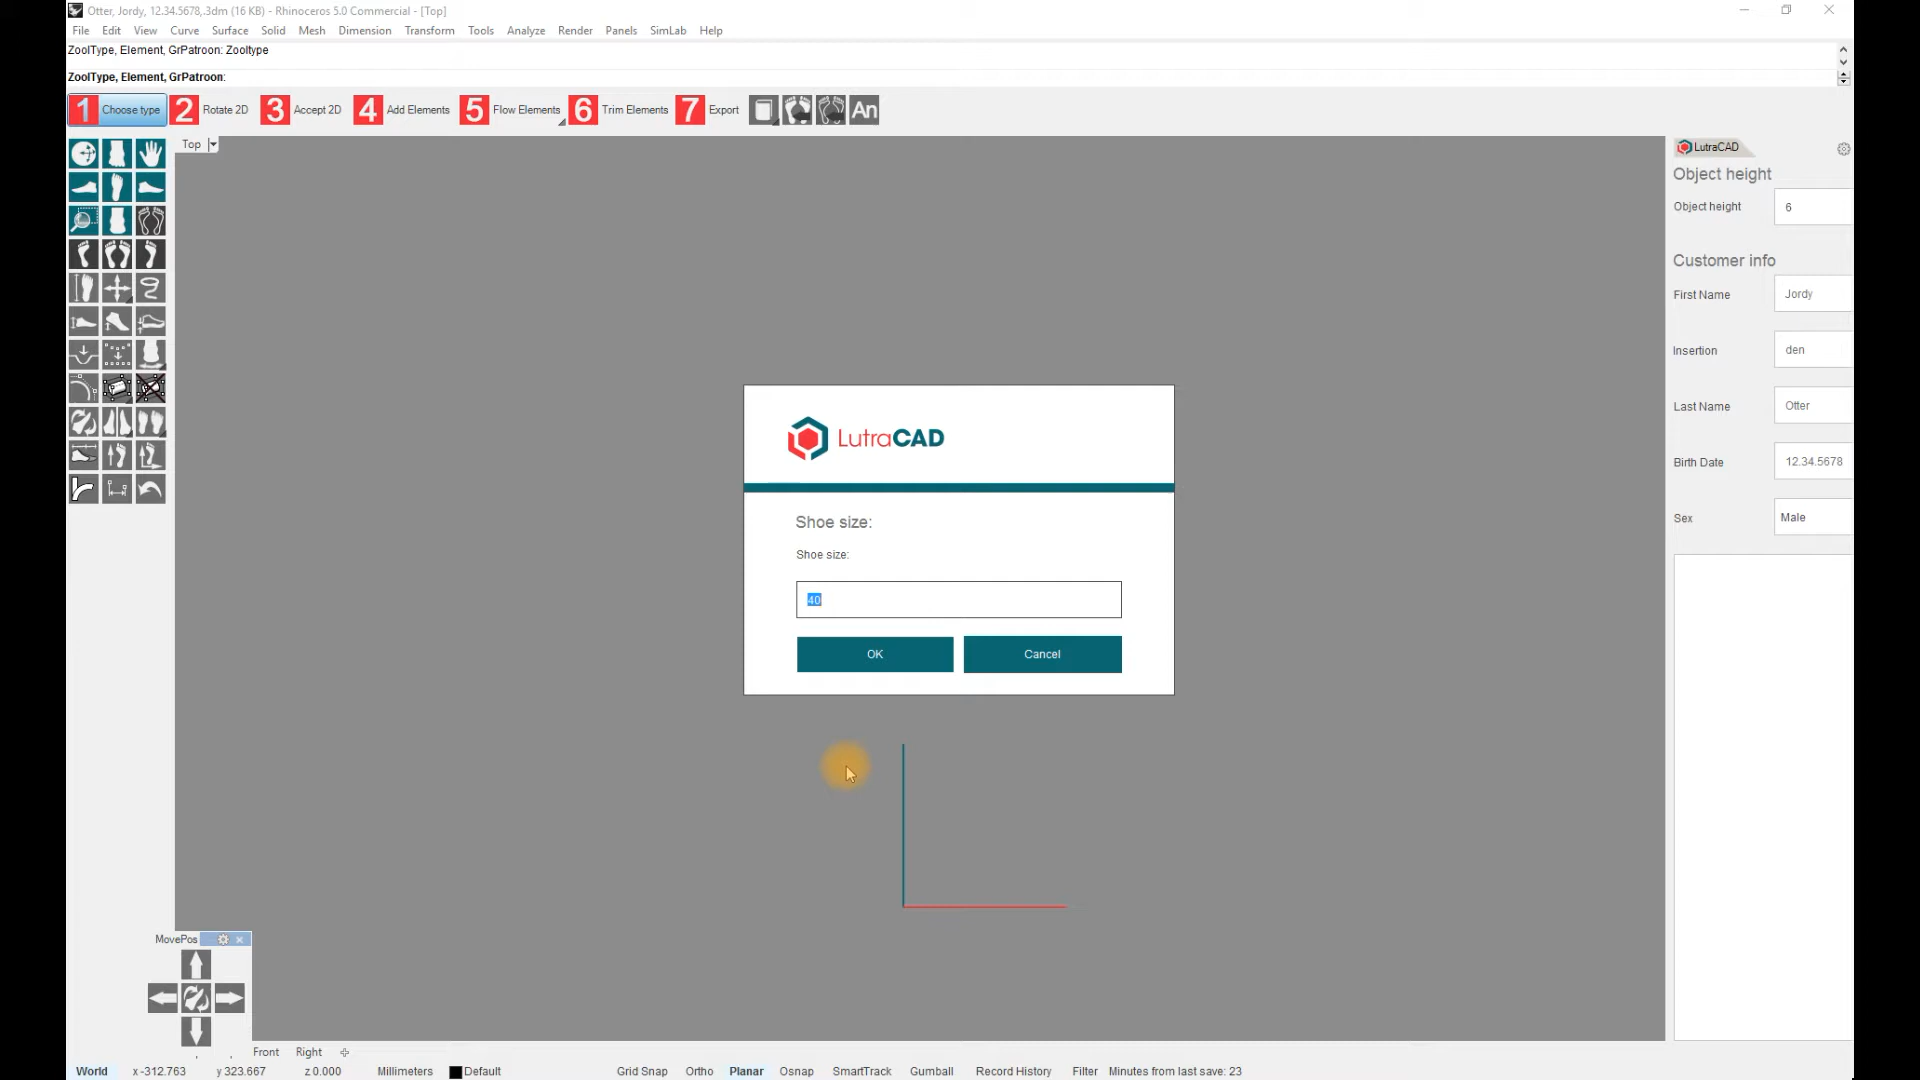 Otter, Jordy, 12.34.5678,.3dm (16 KB) - Rhinoceros 5.0 Commercial - [Top]
File Edit View Curve Surface Solid Mesh Dimension Transform Tools Analyze Render Panels SimLab Help
ZoolType, Element, GrPatroon: Zooltype
ZoolType, Element, GrPatroon:
1 Choose type 2 Rotate 2D 3 Accept 2D 4 Add Elements 5 Flow Elements 6 Trim Elements 7 Export An
Top
LutraCAD
Object height
Object height 6
Customer info
First Name Jordy
Insertion den
Last Name Otter
Birth Date 12.34.5678
Sex Male
LutraCAD
Shoe size:
Shoe size:
40
OK Cancel
MovePos
Front Right
World x -312.763 y 323.667 z 0.000 Millimeters Default Grid Snap Ortho Planar Osnap SmartTrack Gumball Record History Filter Minutes from last save: 23